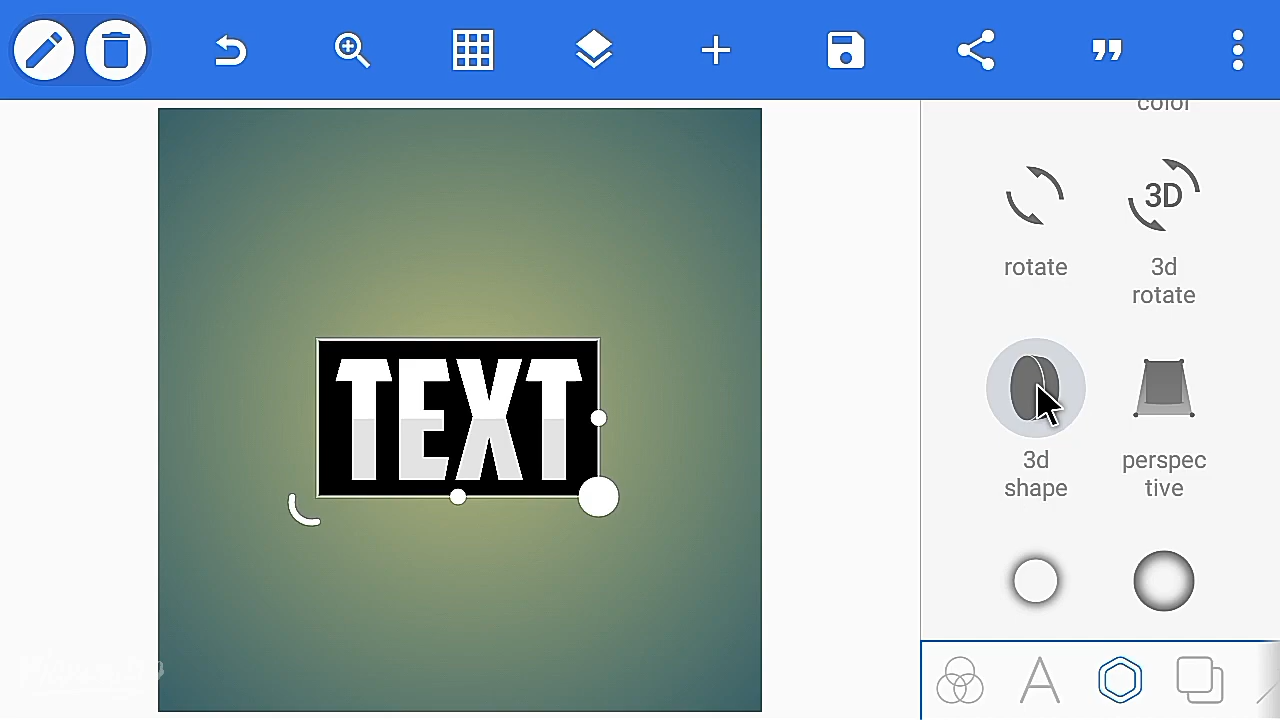 color
3D
rotate
3d
rotate
TEXT
3d
shape
perspec
tive